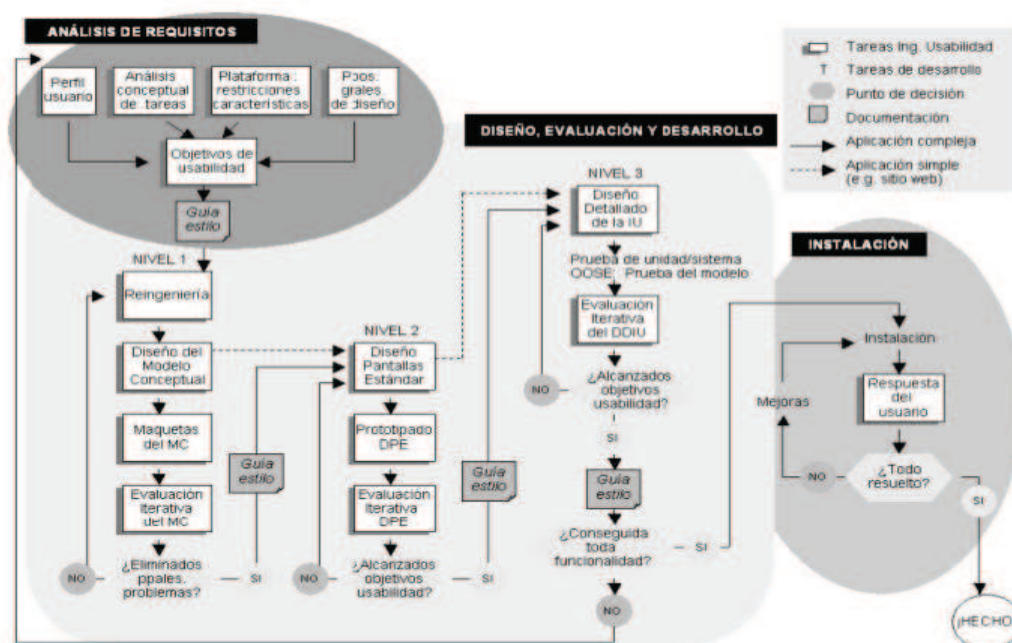 ANÁLISIS DE REQUISITOS
Perfil
usuario
Análisis
conceptual
de tareas
Plataforma :
restricciones
características
Ppos.
grales
de diseño
Objetivos de
usabilidad
Guía
estilo
Tareas Ing. Usabilidad
T Tareas de desarrollo
Punto de decisión
Documentación
Aplicación compleja
Aplicación simple
(e.g. sitio web)
DISEÑO, EVALUACIÓN Y DESARROLLO
NIVEL 1
Reingeniería
Diseño del
Modelo
Conceptual
Maquetas
del MC
Evaluación
Iterativa
del MC
¿Eliminados
ppales.
problemas?
NO
SI
Guía
estilo
NIVEL 2
Diseño
Pantallas
Estándar
Prototipado
DPE
Evaluación
Iterativa
DPE
¿Alcanzados
objetivos
usabilidad?
NO
SI
Guía
estilo
NIVEL 3
Diseño
Detallado
de la IU
Prueba de unidad/sistema
OOSE: Prueba del modelo
Evaluación
Iterativa
del DDIU
¿Alcanzados
objetivos
usabilidad?
NO
SI
Guía
estilo
¿Conseguida
toda
funcionalidad?
SI
NO
INSTALACIÓN
Instalación
Respuesta
del
usuario
Mejoras
¿Todo
resuelto?
NO
SI
¡HECHO